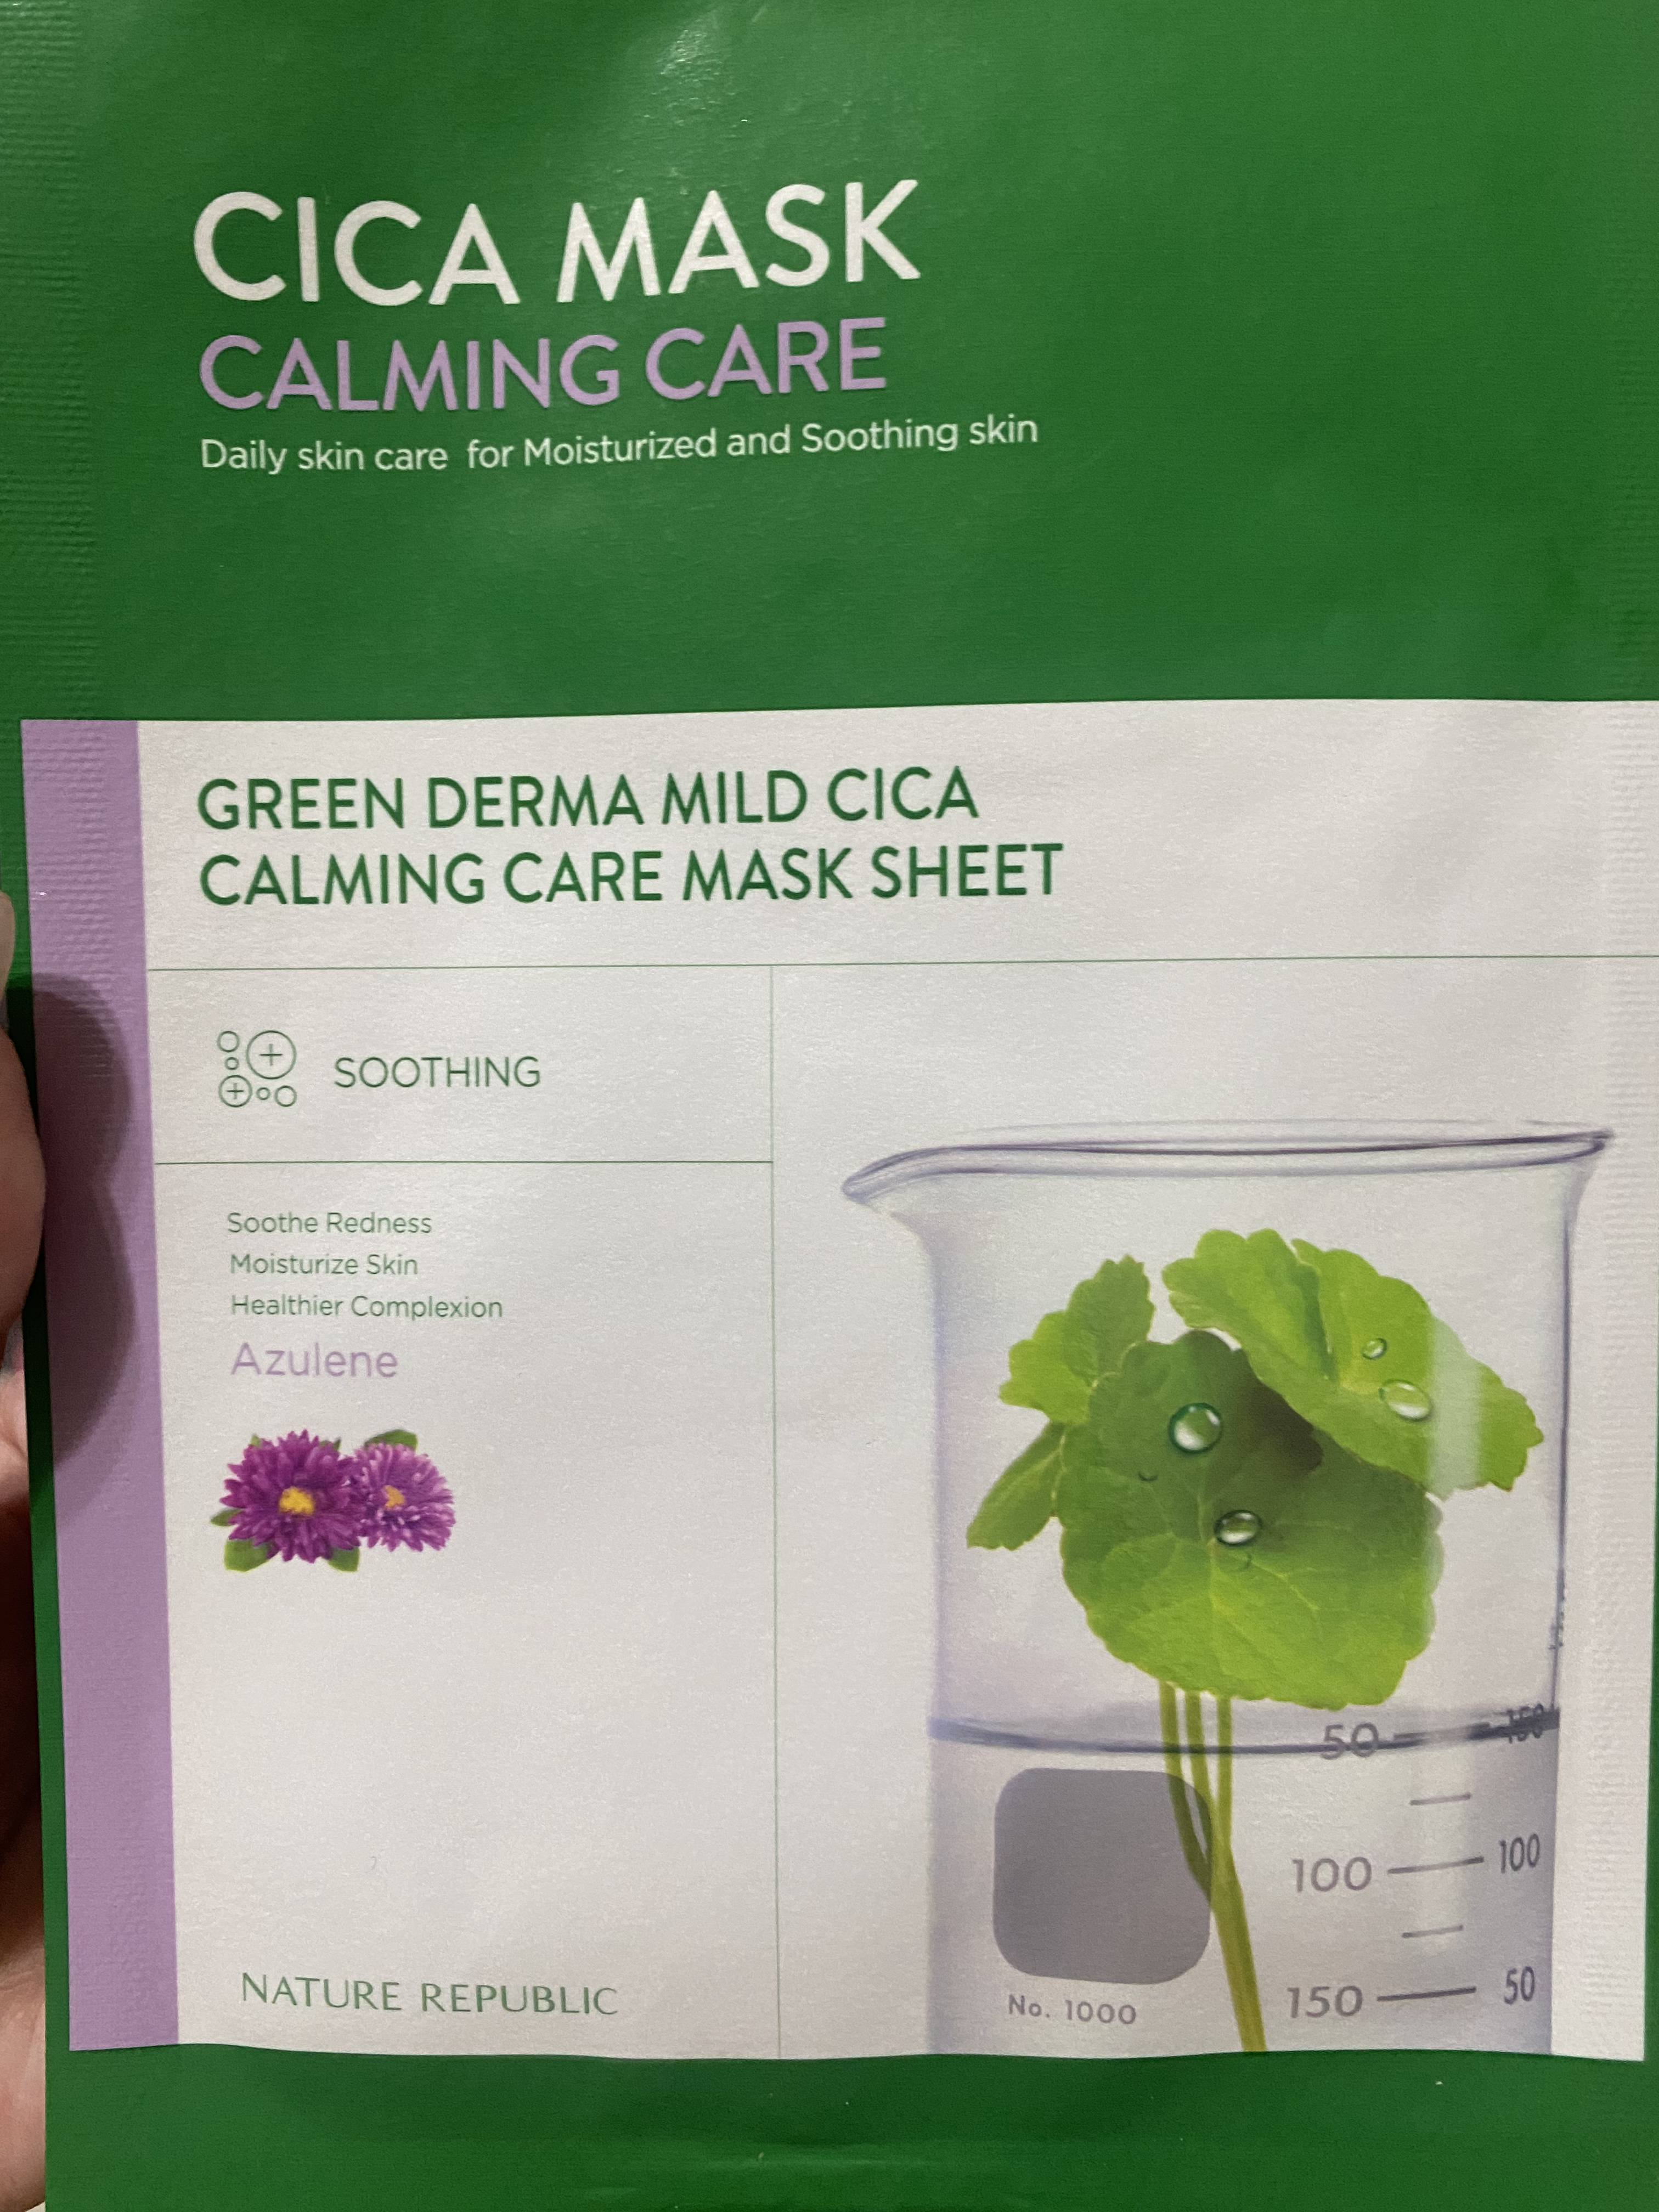 CICA MASK
CALMING CARE
Daily skin care for Moisturized and Soothing skin
GREEN DERMA MILD CICA
CALMING CARE MASK SHEET
SOOTHING
Soothe Redness
Moisturize Skin
Healthier Complexion
Azulene
NATURE REPUBLIC
50 150
100 100
150 50
No. 1000